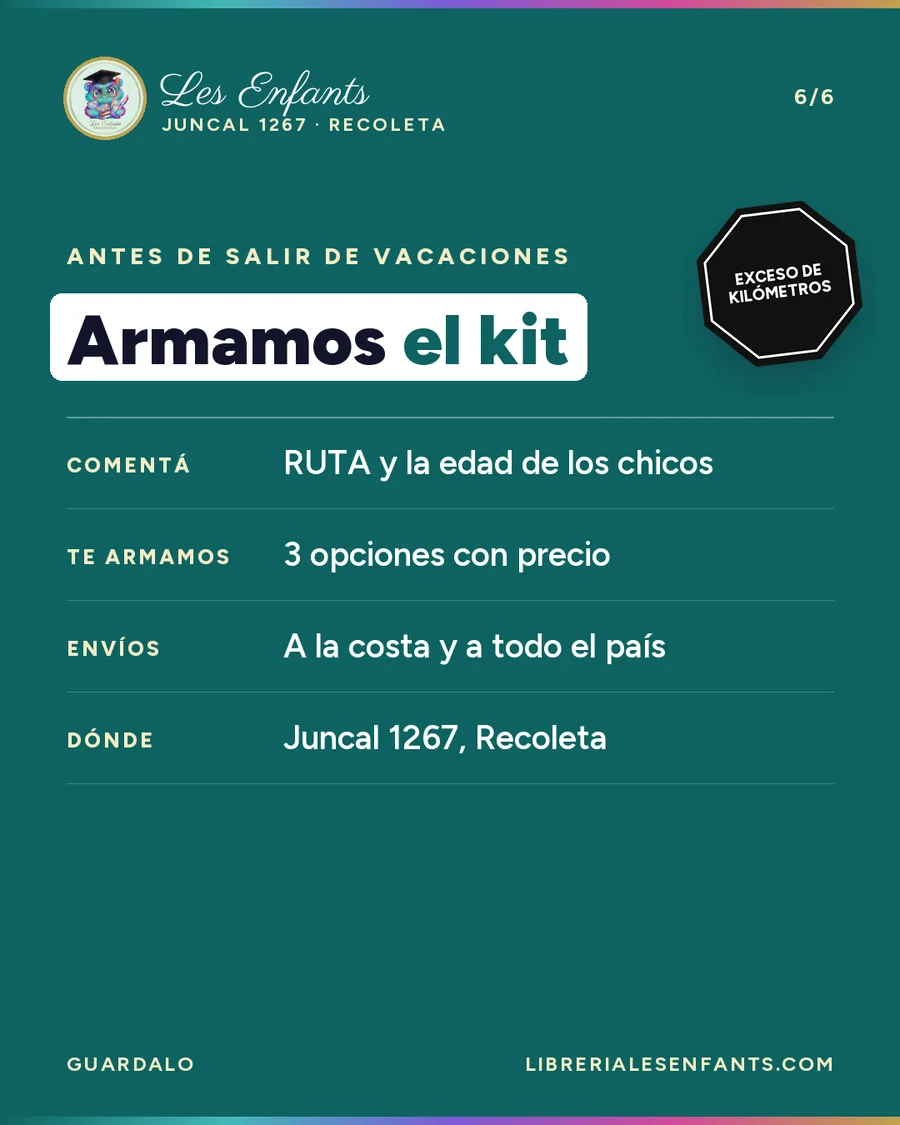 Les Enfants
JUNCAL 1267 · RECOLETA
6/6
ANTES DE SALIR DE VACACIONES
EXCESO DE
KILÓMETROS
Armamos el kit
COMENTÁ
RUTA y la edad de los chicos
TE ARMAMOS
3 opciones con precio
ENVÍOS
A la costa y a todo el país
DÓNDE
Juncal 1267, Recoleta
GUARDALO
LIBRERIALESENFANTS.COM